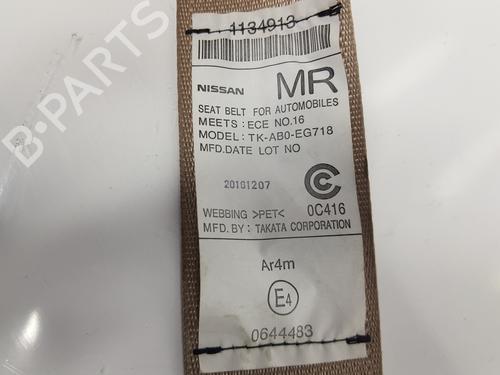 1134913
NISSAN MR
SEAT BELT FOR AUTOMOBILES
MEETS: ECE NO.16
MODEL: TK-AB0-EG718
MFD.DATE LOT NO
20161207
WEBBING >PET< 0C416
MFD. BY: TAKATA CORPORATION
Ar4m
E4
0644483
B-PARTS